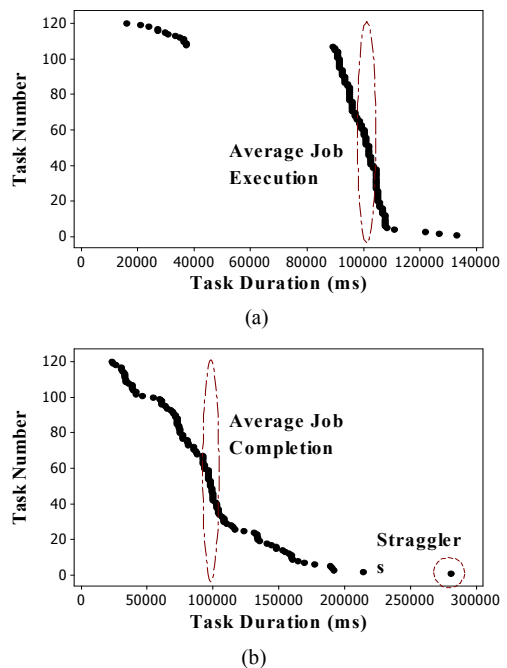 120
100
80
60
40
20
0
Task Number
Average Job
Execution
0 20000 40000 60000 80000 100000 120000 140000
Task Duration (ms)
(a)
120
100
80
60
40
20
0
Task Number
Average Job
Completion
Straggler
s
0 50000 100000 150000 200000 250000 300000
Task Duration (ms)
(b)